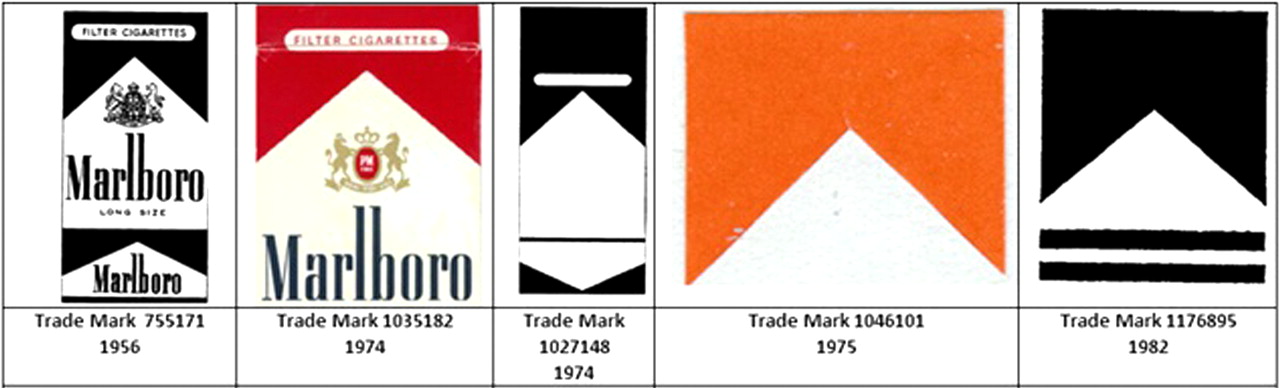 FILTER CIGARETTES
Marlboro
LONG SIZE
Marlboro
FILTER CIGARETTES
PM
Marlboro
Trade Mark 755171
1956
Trade Mark 1035182
1974
Trade Mark
1027148
1974
Trade Mark 1046101
1975
Trade Mark 1176895
1982